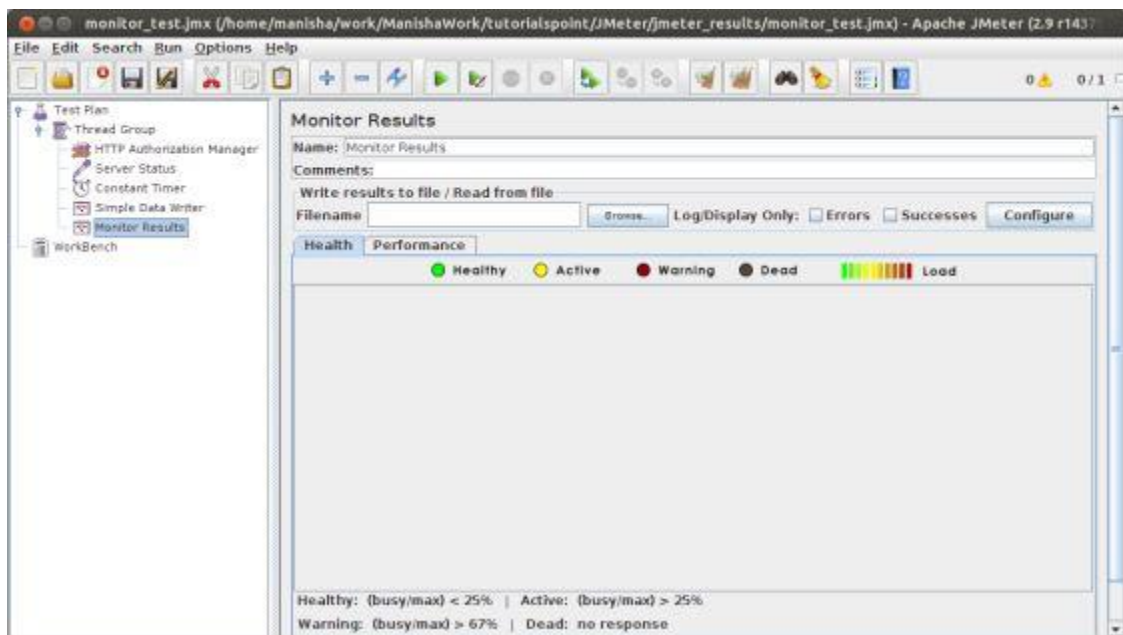 monitor_test.jmx (/home/manisha/work/ManishaWork/tutorialspoint/JMeter/jmeter_results/monitor_test.jmx) - Apache JMeter (2.9 r1437
File Edit Search Run Options Help
0 0/1
Test Plan
Thread Group
HTTP Authorization Manager
Server Status
Constant Timer
Simple Data Writer
Monitor Results
WorkBench
Monitor Results
Name: Monitor Results
Comments:
Write results to file / Read from file
Filename Browse... Log/Display Only: Errors Successes Configure
Health Performance
Healthy Active Warning Dead Load
Healthy: (busy/max) < 25% | Active: (busy/max) > 25%
Warning: (busy/max) > 67% | Dead: no response